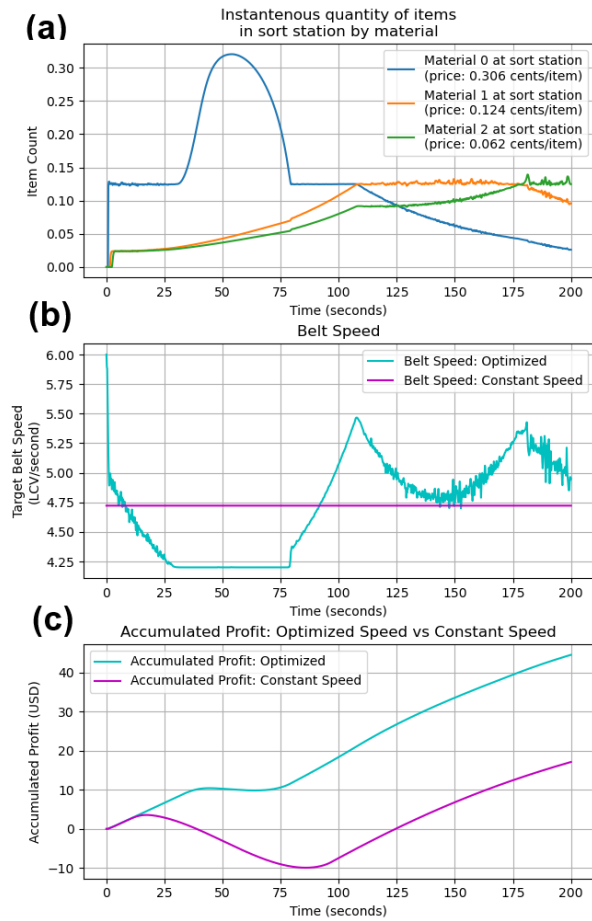 (a)
Instantenous quantity of items
in sort station by material
Material 0 at sort station
(price: 0.306 cents/item)
Material 1 at sort station
(price: 0.124 cents/item)
Material 2 at sort station
(price: 0.062 cents/item)
Item Count
0.30
0.25
0.20
0.15
0.10
0.05
0.00
0 25 50 75 100 125 150 175 200
Time (seconds)
(b)
Belt Speed
Belt Speed: Optimized
Belt Speed: Constant Speed
Target Belt Speed
(LCV/second)
6.00
5.75
5.50
5.25
5.00
4.75
4.50
4.25
0 25 50 75 100 125 150 175 200
Time (seconds)
(c)
Accumulated Profit: Optimized Speed vs Constant Speed
Accumulated Profit: Optimized
Accumulated Profit: Constant Speed
Accumulated Profit (USD)
40
30
20
10
0
−10
0 25 50 75 100 125 150 175 200
Time (seconds)